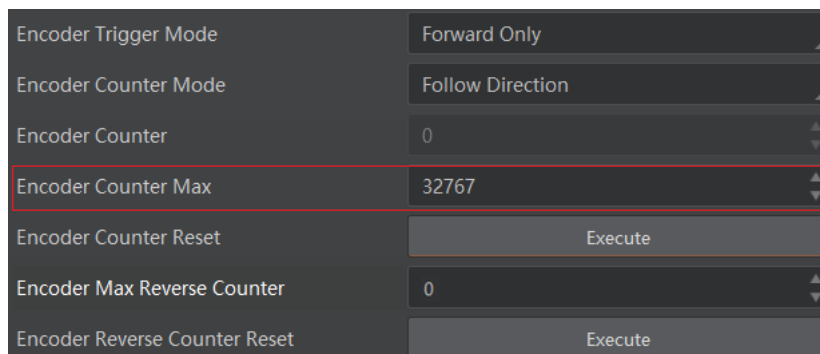 Encoder Trigger Mode Forward Only
Encoder Counter Mode Follow Direction
Encoder Counter 0
Encoder Counter Max 32767
Encoder Counter Reset Execute
Encoder Max Reverse Counter 0
Encoder Reverse Counter Reset Execute